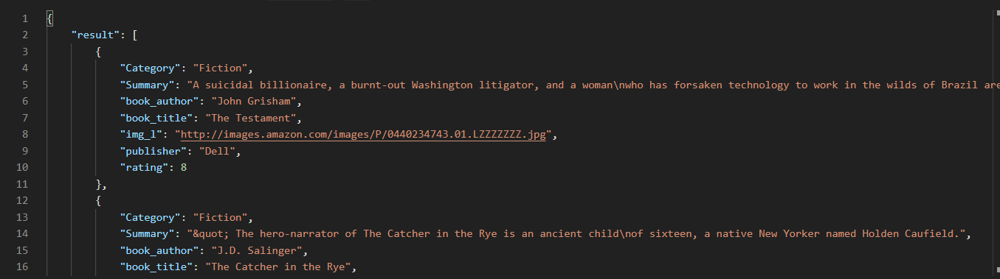 1 {
2 "result": [
3 {
4 "Category": "Fiction",
5 "Summary": "A suicidal billionaire, a burnt-out Washington litigator, and a woman\nwho has forsaken technology to work in the wilds of Brazil are
6 "book_author": "John Grisham",
7 "book_title": "The Testament",
8 "img_l": "http://images.amazon.com/images/P/0440234743.01.LZZZZZZZ.jpg",
9 "publisher": "Dell",
10 "rating": 8
11 },
12 {
13 "Category": "Fiction",
14 "Summary": "&quot; The hero-narrator of The Catcher in the Rye is an ancient child\nof sixteen, a native New Yorker named Holden Caufield.",
15 "book_author": "J.D. Salinger",
16 "book_title": "The Catcher in the Rye",